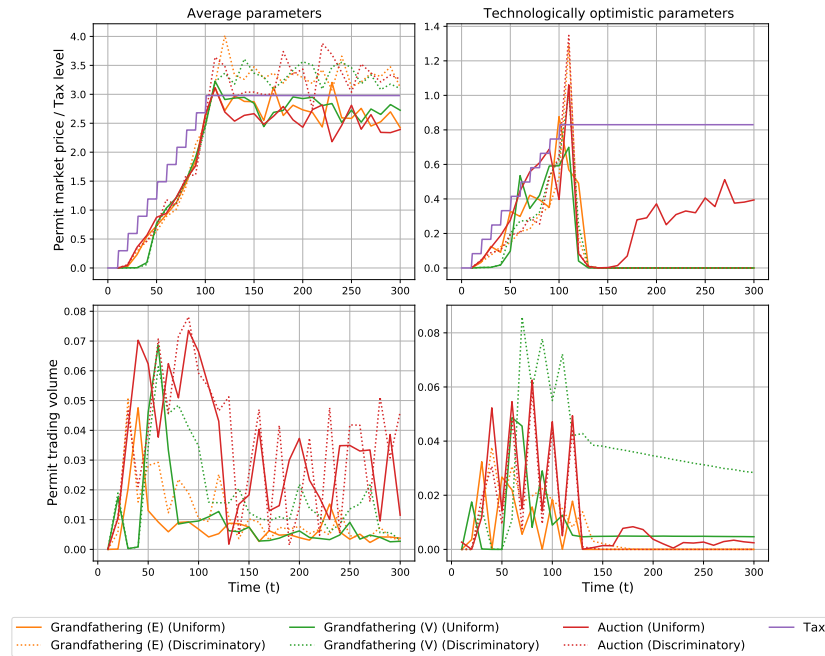 Average parameters
Technologically optimistic parameters
Permit market price / Tax level
4.0
3.5
3.0
2.5
2.0
1.5
1.0
0.5
0.0
0 50 100 150 200 250 300
1.4
1.2
1.0
0.8
0.6
0.4
0.2
0.0
0 50 100 150 200 250 300
Permit trading volume
0.08
0.07
0.06
0.05
0.04
0.03
0.02
0.01
0.00
0 50 100 150 200 250 300
Time (t)
0.08
0.06
0.04
0.02
0.00
0 50 100 150 200 250 300
Time (t)
Grandfathering (E) (Uniform)
Grandfathering (E) (Discriminatory)
Grandfathering (V) (Uniform)
Grandfathering (V) (Discriminatory)
Auction (Uniform)
Auction (Discriminatory)
Tax